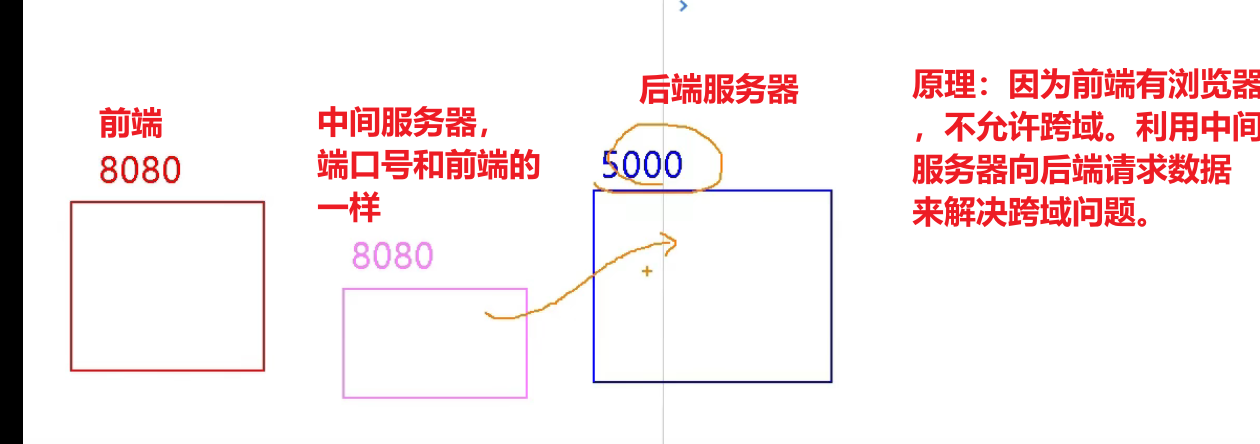 前端
8080
中间服务器，
端口号和前端的
一样
8080
后端服务器
5000
原理：因为前端有浏览器
，不允许跨域。利用中间
服务器向后端请求数据
来解决跨域问题。